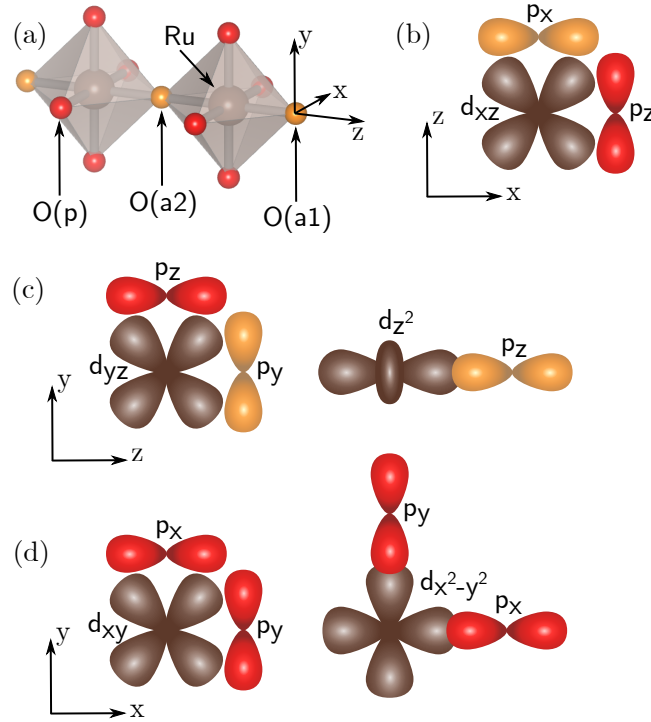 (a)
Ru
y
x
z
O(p)
O(a2)
O(a1)
(b)
px
dxz
pz
z
x
(c)
pz
dyz
py
y
z
dz²
pz
(d)
px
dxy
py
y
x
py
dx²-y²
px